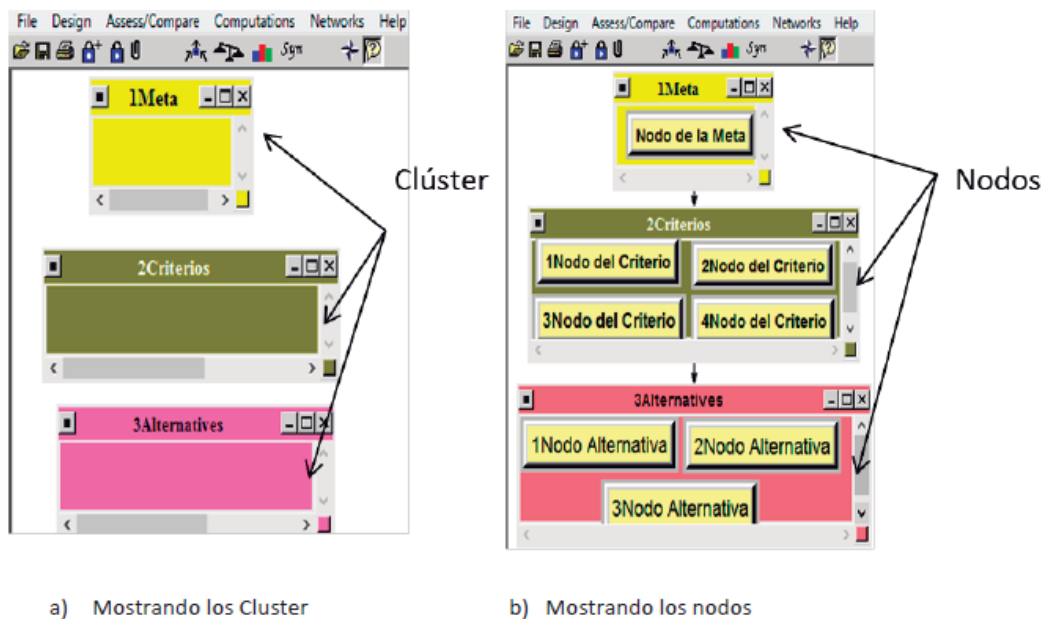 File Design Assess/Compare Computations Networks Help
Syn
1Meta
Clúster
2Criterios
3Alternatives
a) Mostrando los Cluster
File Design Assess/Compare Computations Networks Help
Syn
1Meta
Nodo de la Meta
Nodos
2Criterios
1Nodo del Criterio 2Nodo del Criterio
3Nodo del Criterio 4Nodo del Criterio
3Alternatives
1Nodo Alternativa 2Nodo Alternativa
3Nodo Alternativa
b) Mostrando los nodos